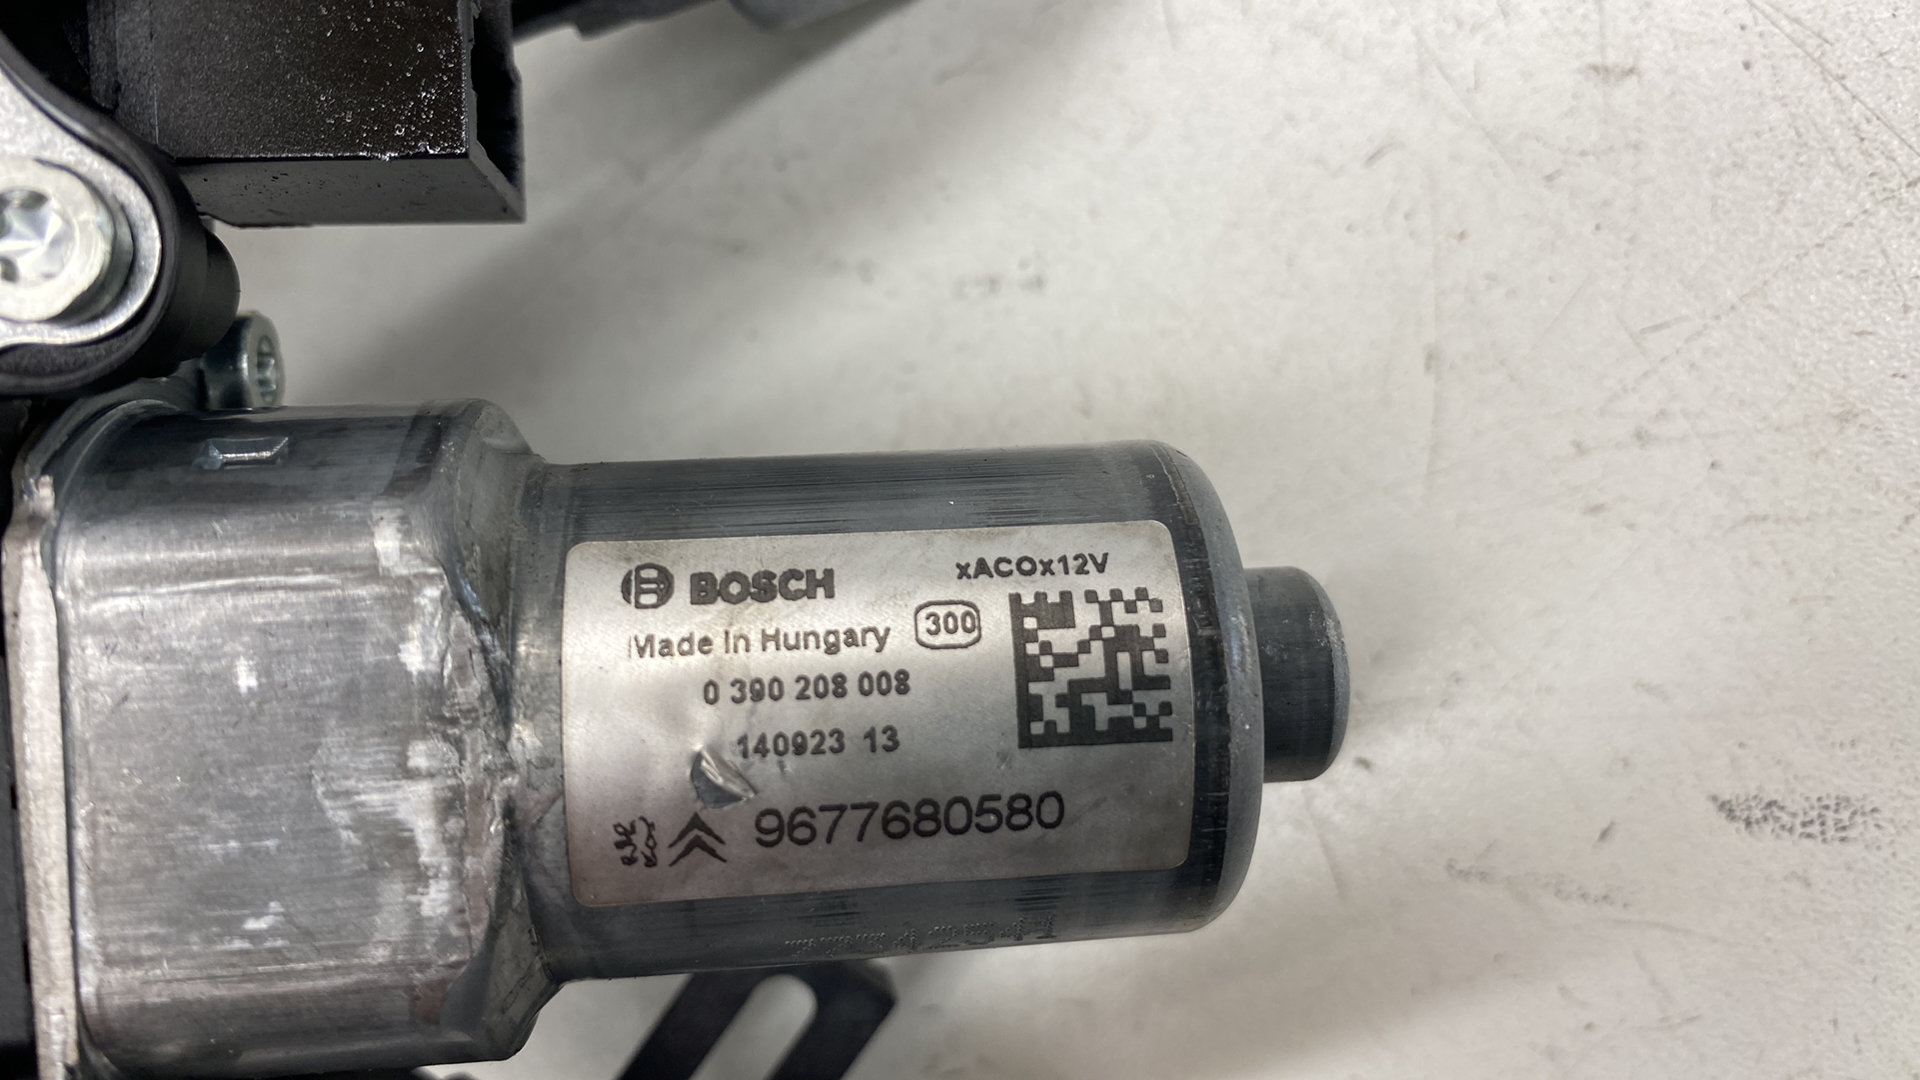 BOSCH
xACOx12V
Made in Hungary
300
0 390 208 008
140923 13
9677680580